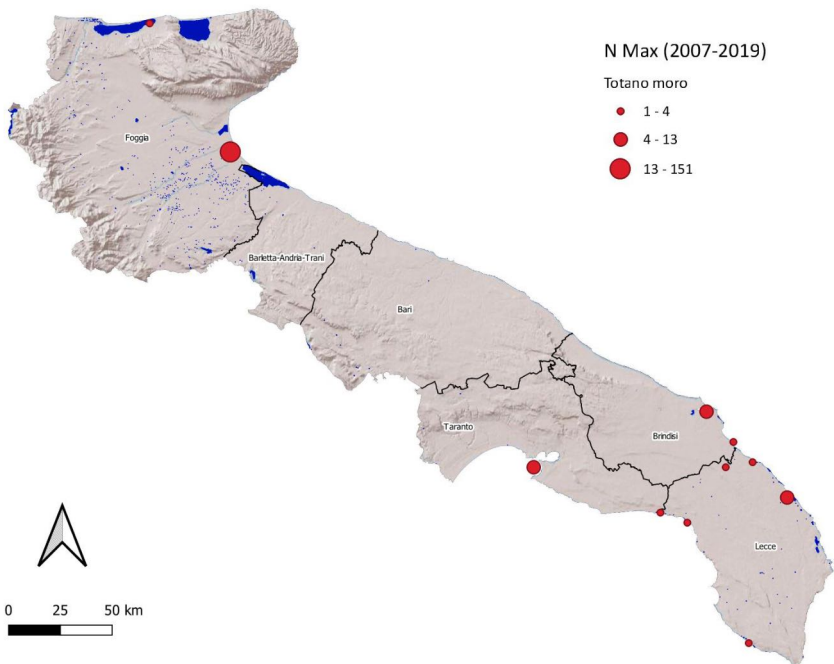 N Max (2007-2019)
Totano moro
1 - 4
4 - 13
13 - 151
Foggia
Barletta-Andria-Trani
Bari
Taranto
Brindisi
Lecce
0 25 50 km